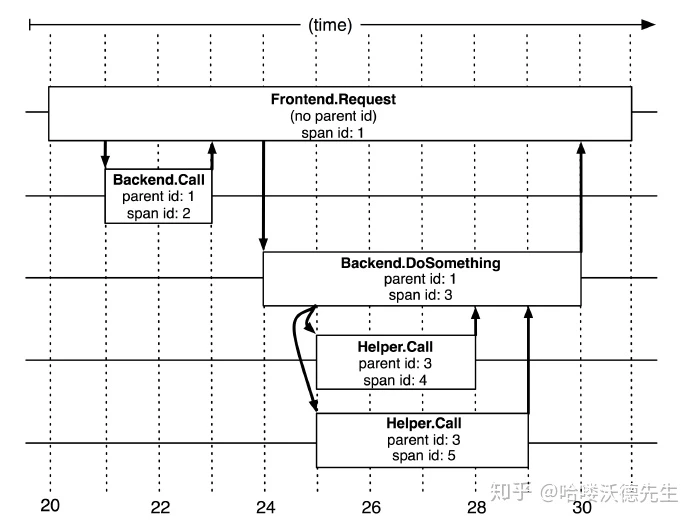 (time)
Frontend.Request
(no parent id)
span id: 1
Backend.Call
parent id: 1
span id: 2
Backend.DoSomething
parent id: 1
span id: 3
Helper.Call
parent id: 3
span id: 4
Helper.Call
parent id: 3
span id: 5
知乎 @哈喽沃德先生
20 22 24 26 28 30